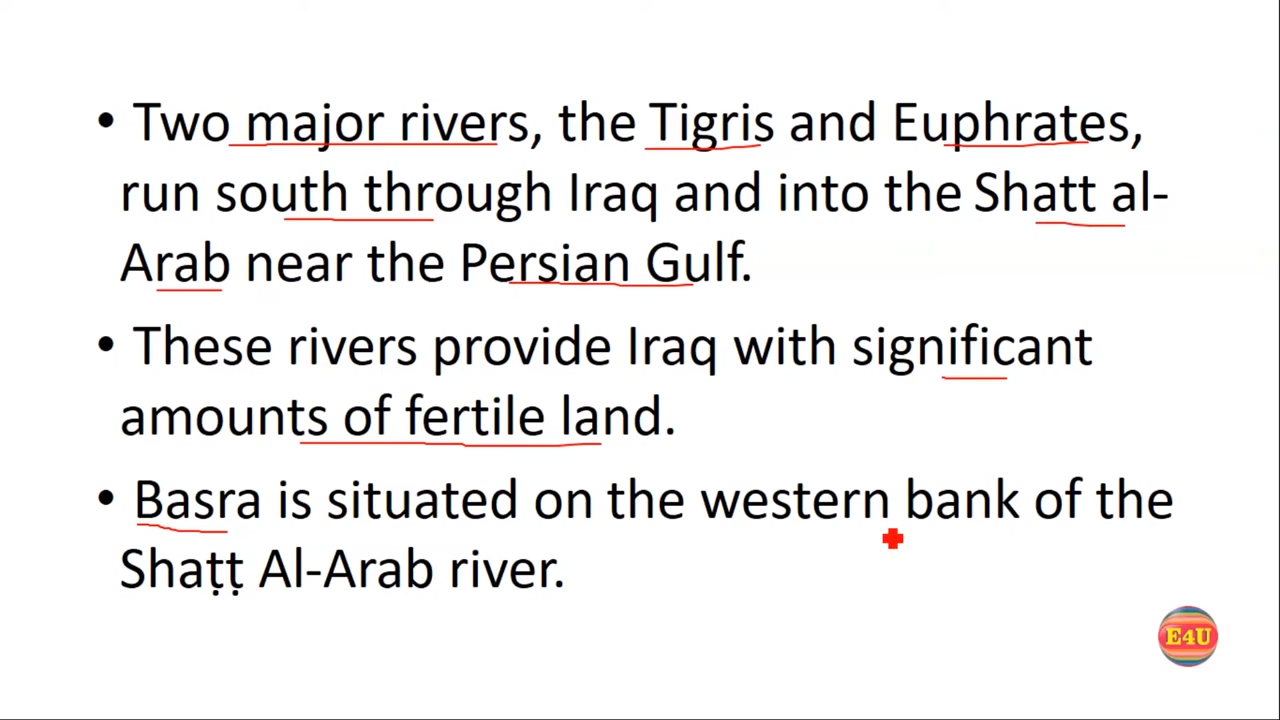 • Two major rivers, the Tigris and Euphrates,
run south through Iraq and into the Shatt al-
Arab near the Persian Gulf.
• These rivers provide Iraq with significant
amounts of fertile land.
• Basra is situated on the western bank of the
Shaṭṭ Al-Arab river.
E4U